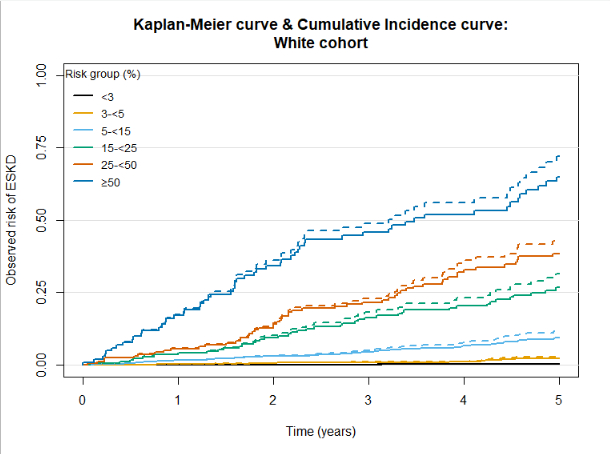 Kaplan-Meier curve & Cumulative Incidence curve:
White cohort
Risk group (%)
<3
3-<5
5-<15
15-<25
25-<50
≥50
Observed risk of ESKD
1.00
0.75
0.50
0.25
0.00
0 1 2 3 4 5
Time (years)